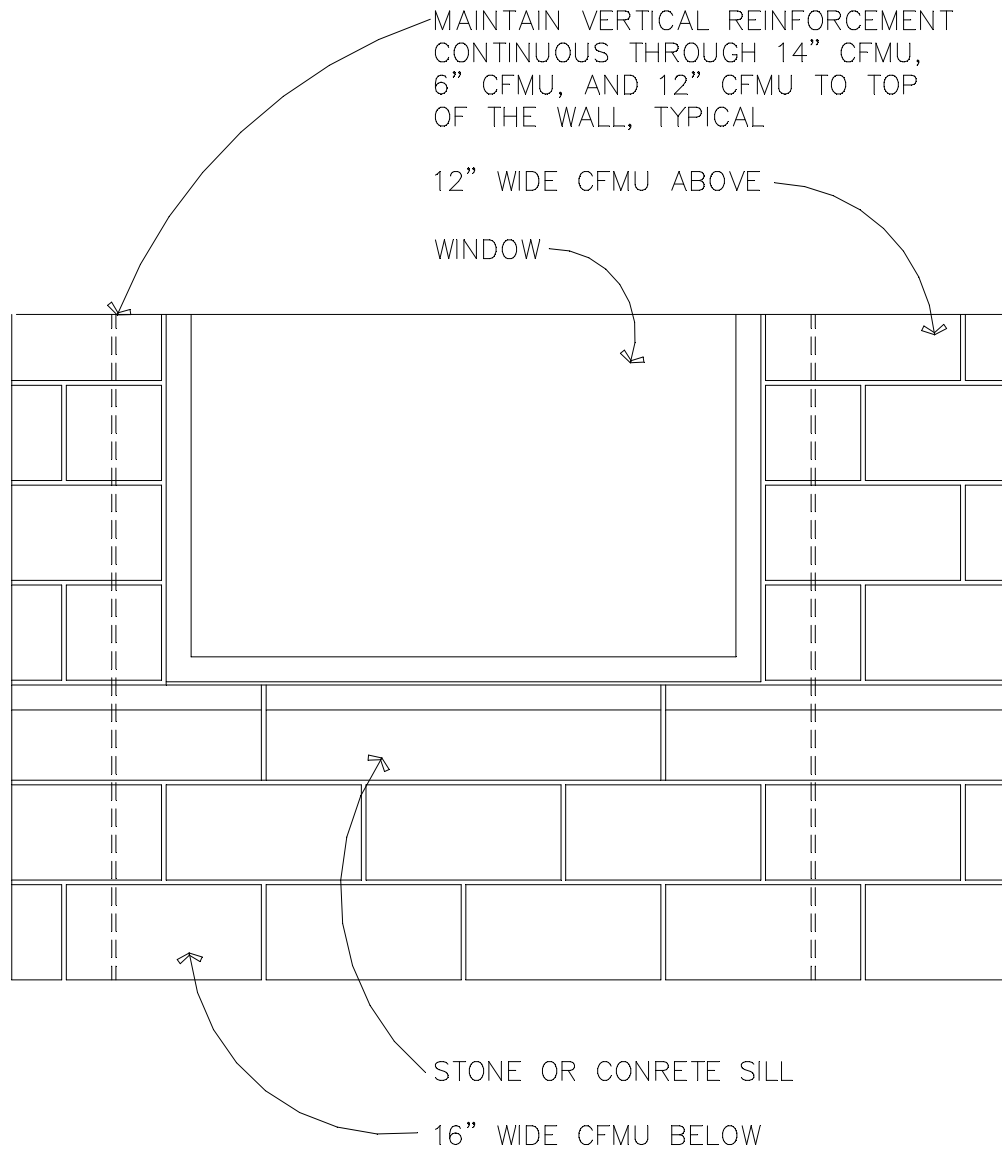 MAINTAIN VERTICAL REINFORCEMENT
CONTINUOUS THROUGH 14” CFMU,
6” CFMU, AND 12” CFMU TO TOP
OF THE WALL, TYPICAL
12” WIDE CFMU ABOVE
WINDOW
STONE OR CONRETE SILL
16” WIDE CFMU BELOW